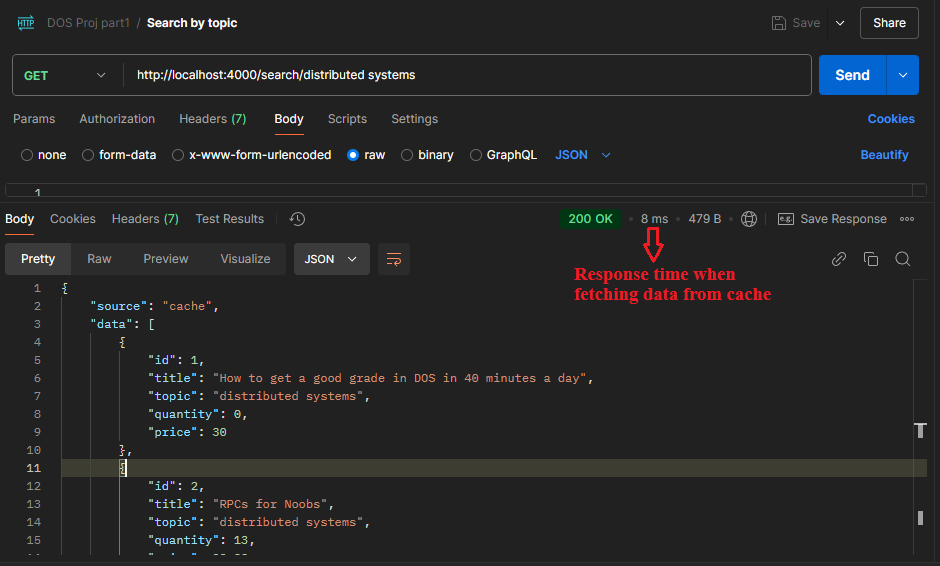 HTTP DOS Proj part1 / Search by topic Save Share
GET http://localhost:4000/search/distributed systems Send
Params Authorization Headers (7) Body Scripts Settings Cookies
none form-data x-www-form-urlencoded raw binary GraphQL JSON Beautify
1
Body Cookies Headers (7) Test Results 200 OK • 8 ms • 479 B • e.g. Save Response
Pretty Raw Preview Visualize JSON
Response time when
fetching data from cache
1 {
2 "source": "cache",
3 "data": [
4 {
5 "id": 1,
6 "title": "How to get a good grade in DOS in 40 minutes a day",
7 "topic": "distributed systems",
8 "quantity": 0,
9 "price": 30
10 },
11 {
12 "id": 2,
13 "title": "RPCs for Noobs",
14 "topic": "distributed systems",
15 "quantity": 13,